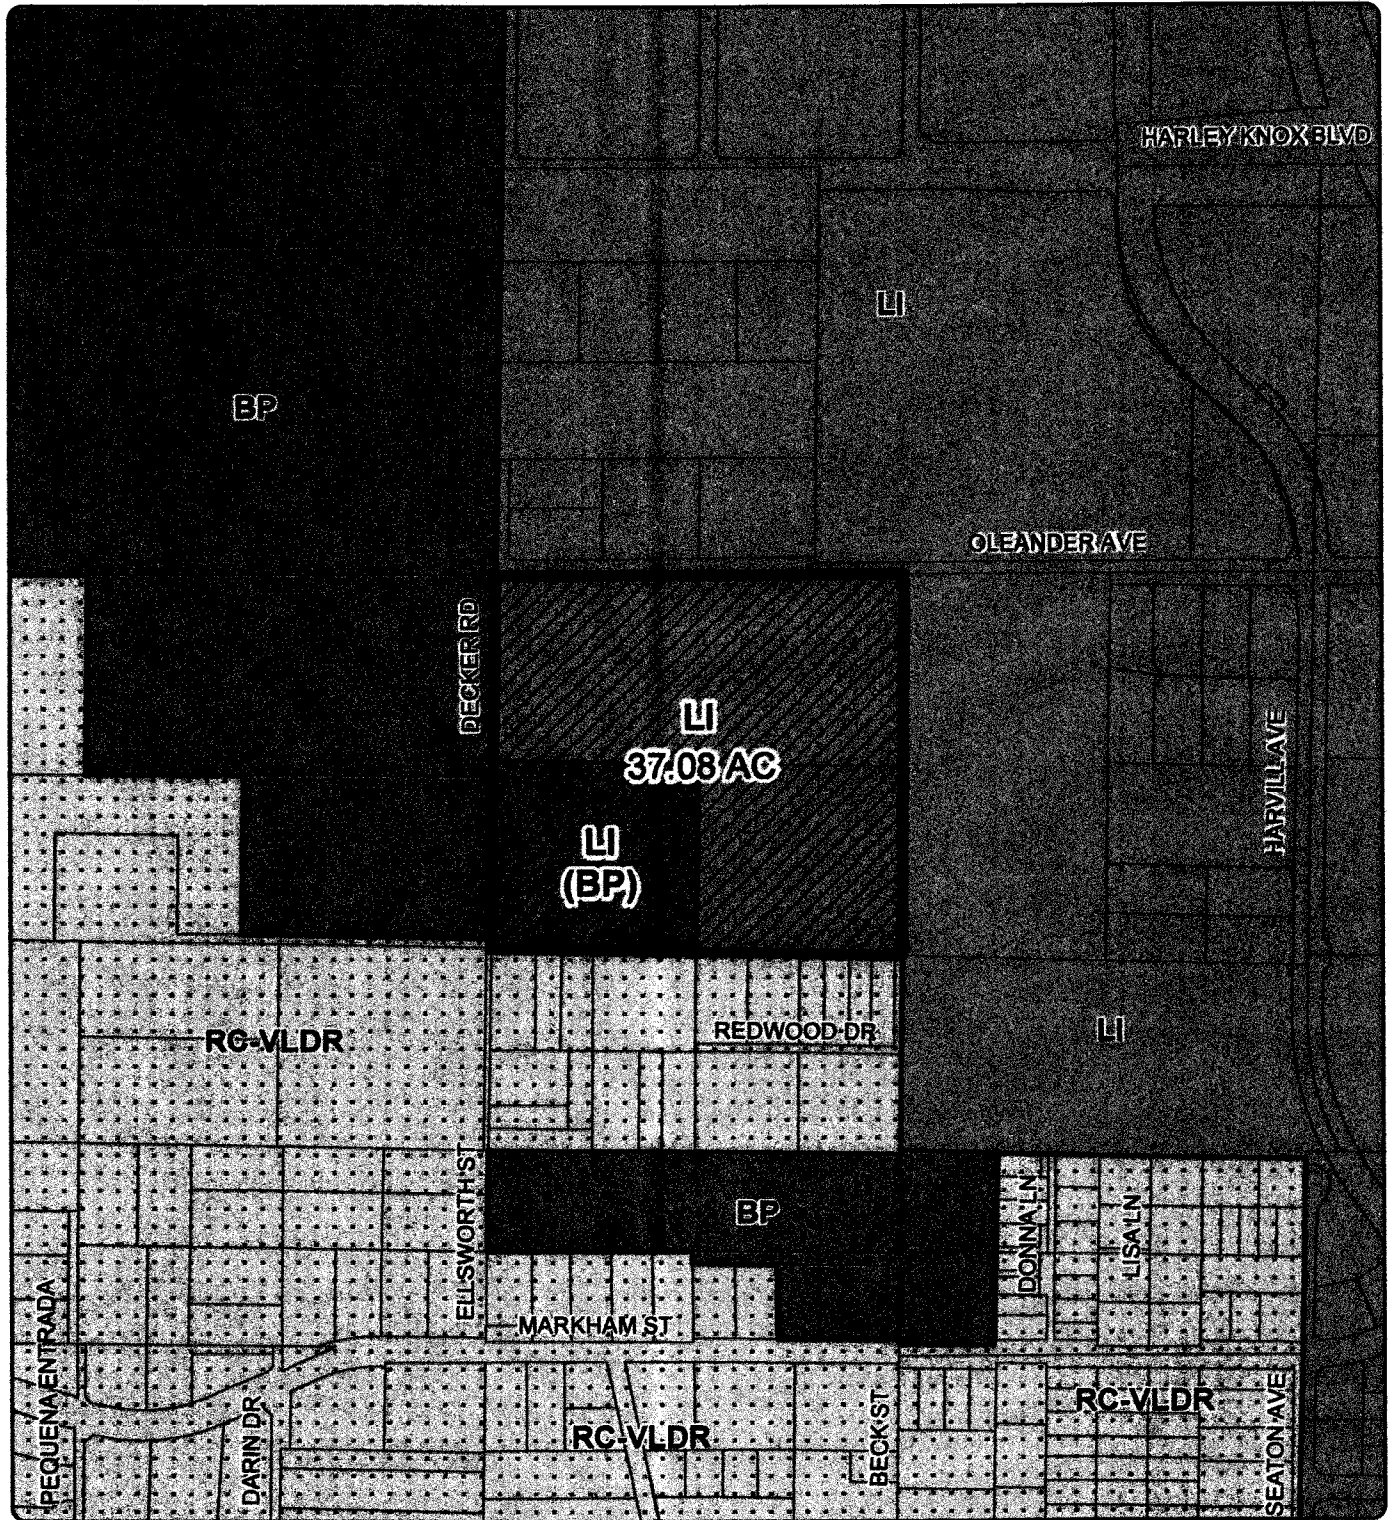 HARLEY KNOX BLVD
LI
BP
OLEANDER AVE
DECKER RD
LI
37.08 AC
HARVILL AVE
LI
(BP)
REDWOOD DR
LI
RC-VLDR
ELLSWORTH ST
BP
DONNA LN
LISA LN
MARKHAM ST
PEQUENA ENTRADA
DARIN DR
RC-VLDR
BECK ST
RC-VLDR
SEATON AVE